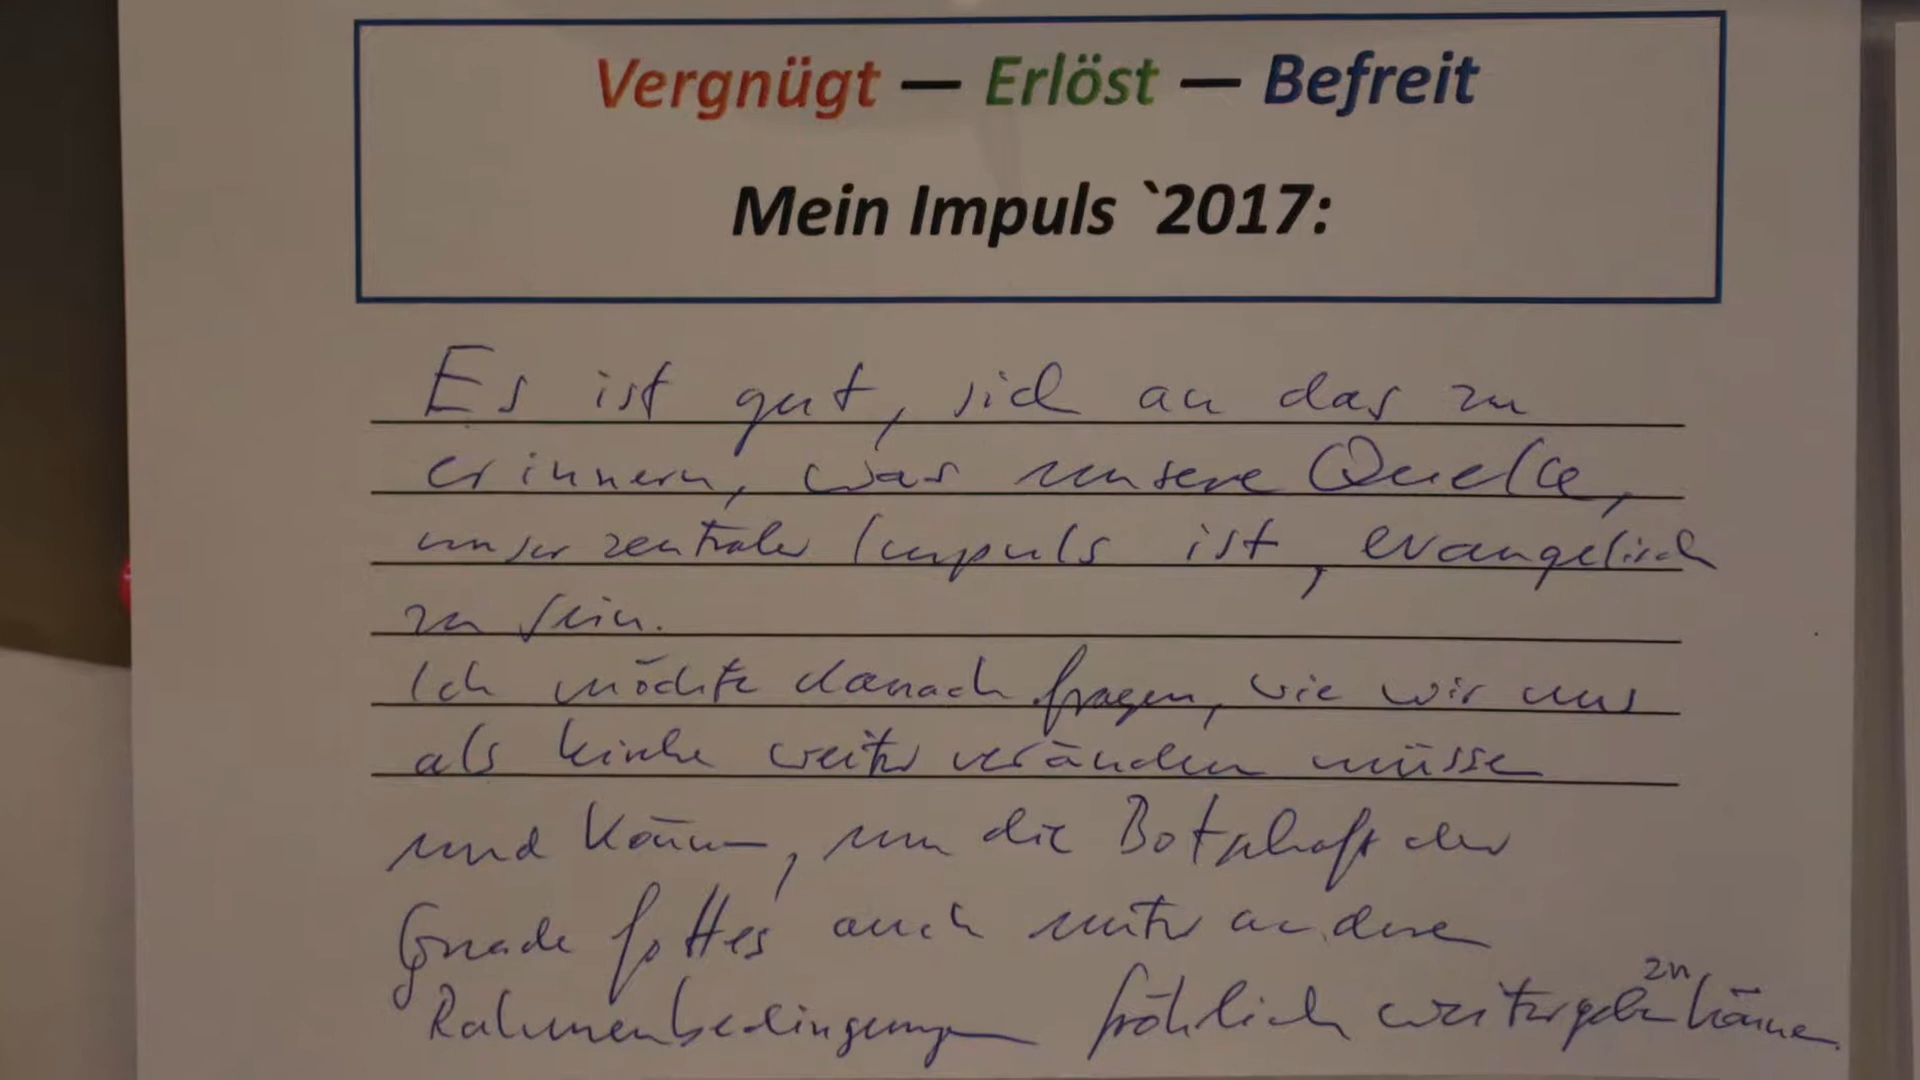 Vergnügt — Erlöst — Befreit
Mein Impuls `2017:
Es ist gut, sich an das zu
erinnern, was unsere Quelle,
unser zentraler Impuls ist, evangelisch
zu sein.
Ich möchte danach fragen, wie wir uns
als Kirche weiter verändern müssen
und können, um die Botschaft der
Gnade Gottes auch unter anderen
Rahmenbedingungen fröhlich weitergeben zu können.